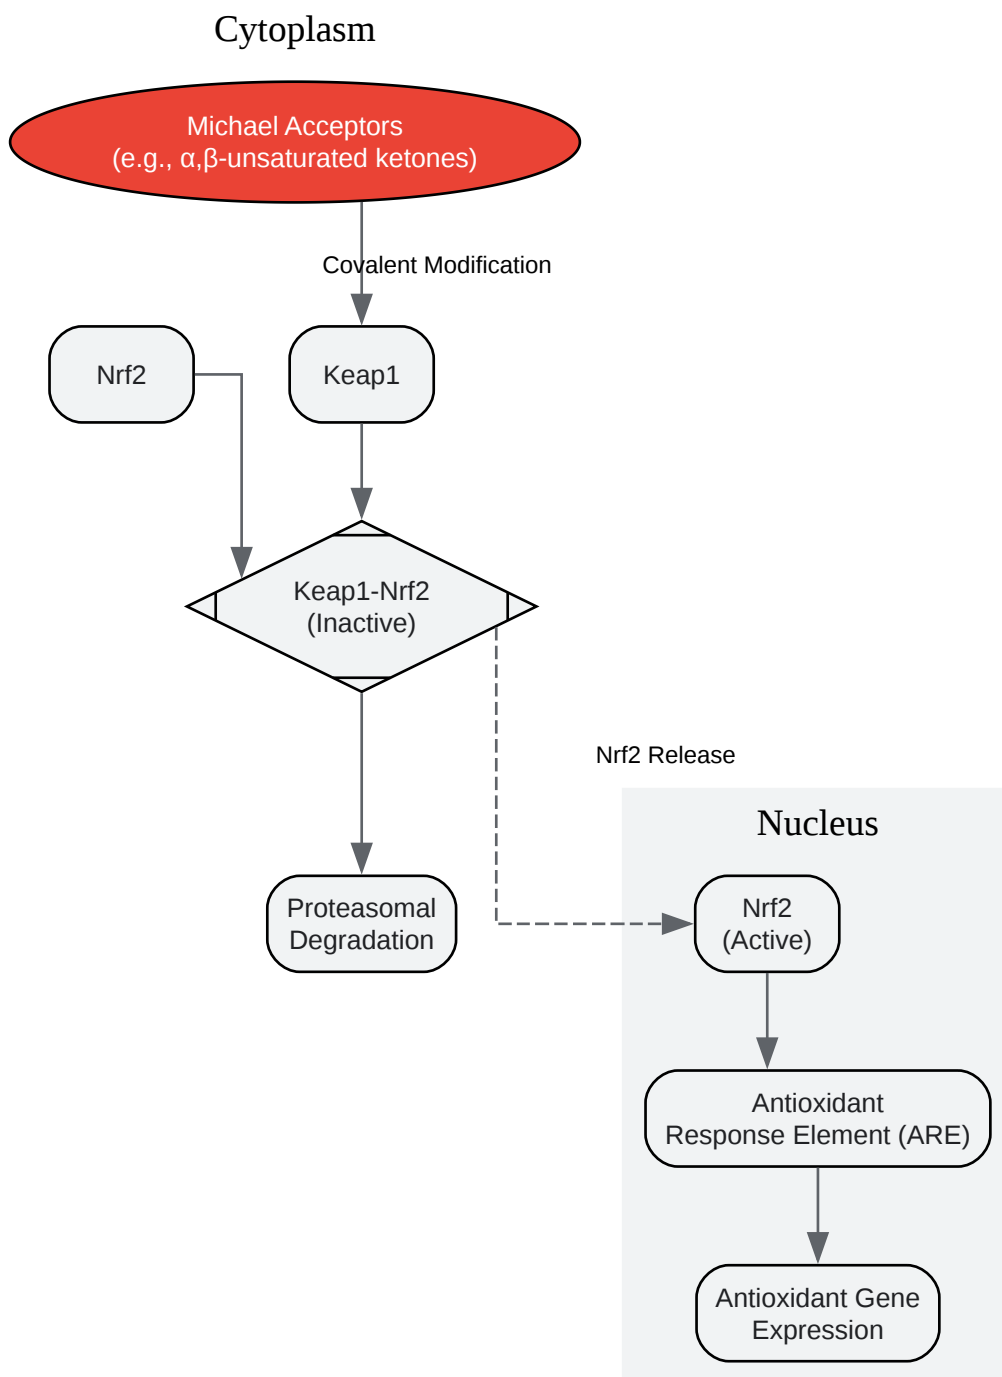 Cytoplasm
Michael Acceptors
(e.g., α,β-unsaturated ketones)
Covalent Modification
Nrf2
Keap1
Keap1-Nrf2
(Inactive)
Nrf2 Release
Nucleus
Proteasomal
Degradation
Nrf2
(Active)
Antioxidant
Response Element (ARE)
Antioxidant Gene
Expression